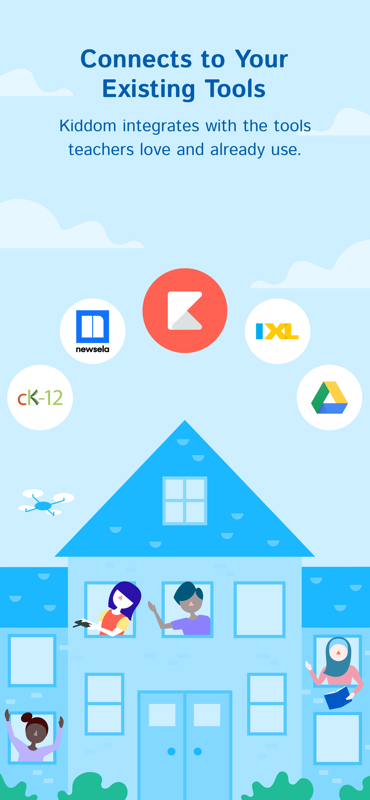 Connects to Your
Existing Tools
Kiddom integrates with the tools
teachers love and already use.
K
newsela
IXL
cK-12